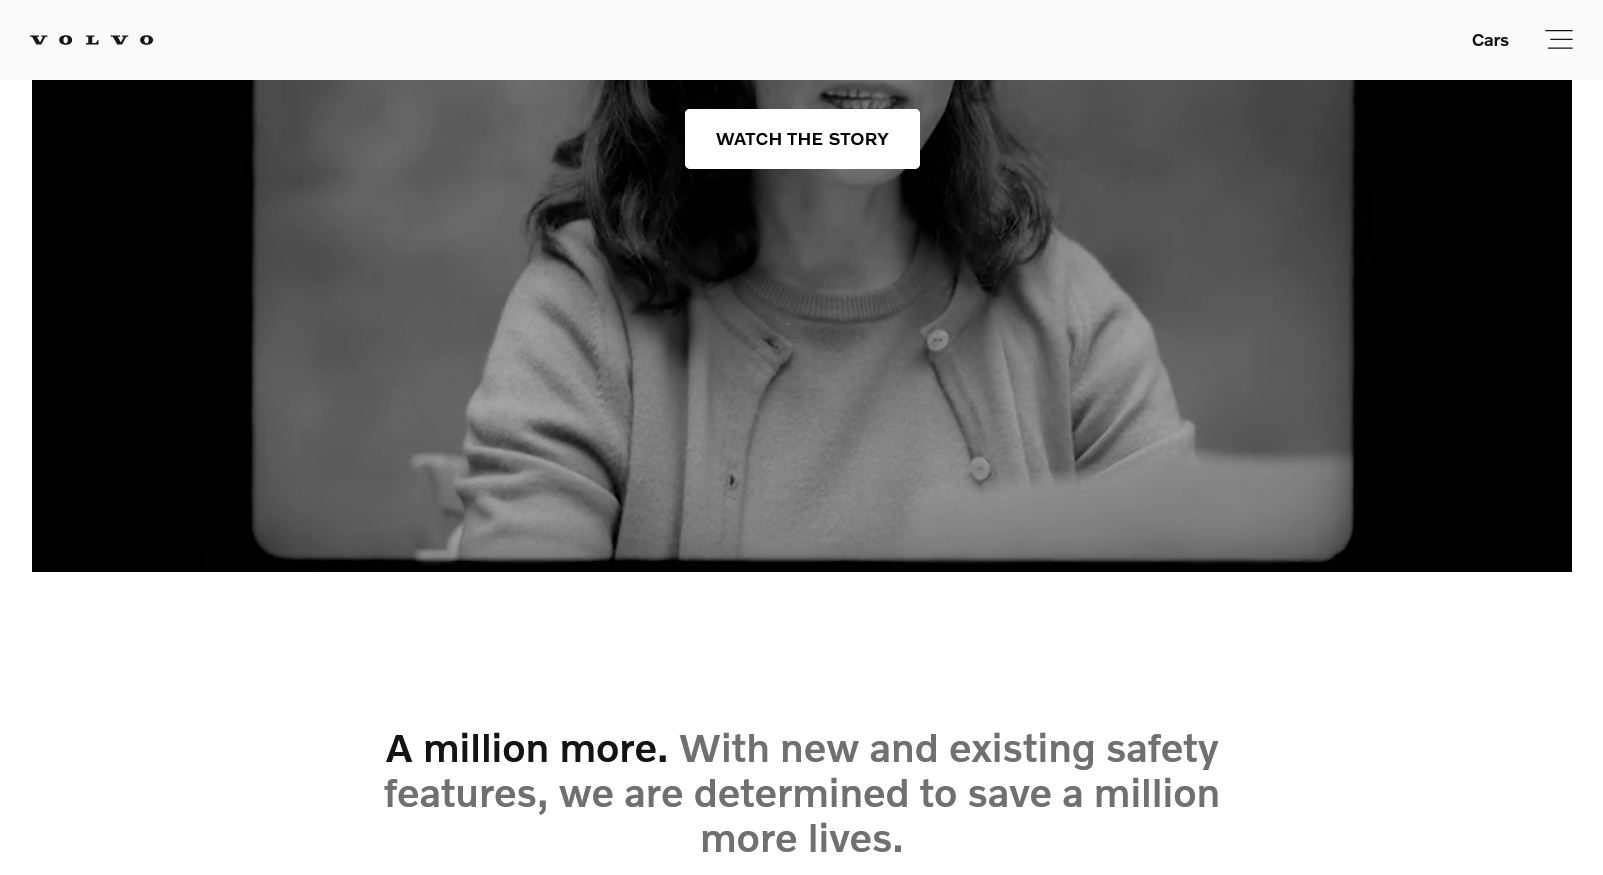 VOLVO
Cars
WATCH THE STORY
A million more. With new and existing safety
features, we are determined to save a million
more lives.